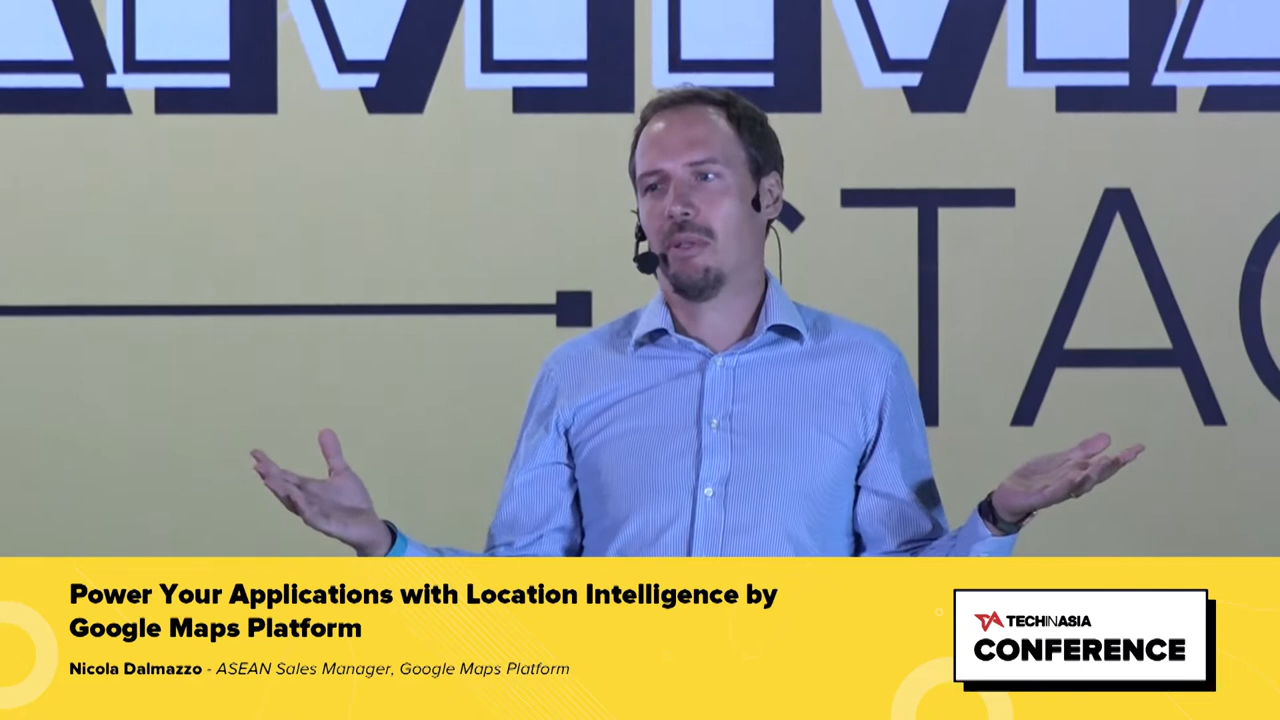 STAG
Power Your Applications with Location Intelligence by
Google Maps Platform
Nicola Dalmazzo - ASEAN Sales Manager, Google Maps Platform
TECHINASIA
CONFERENCE